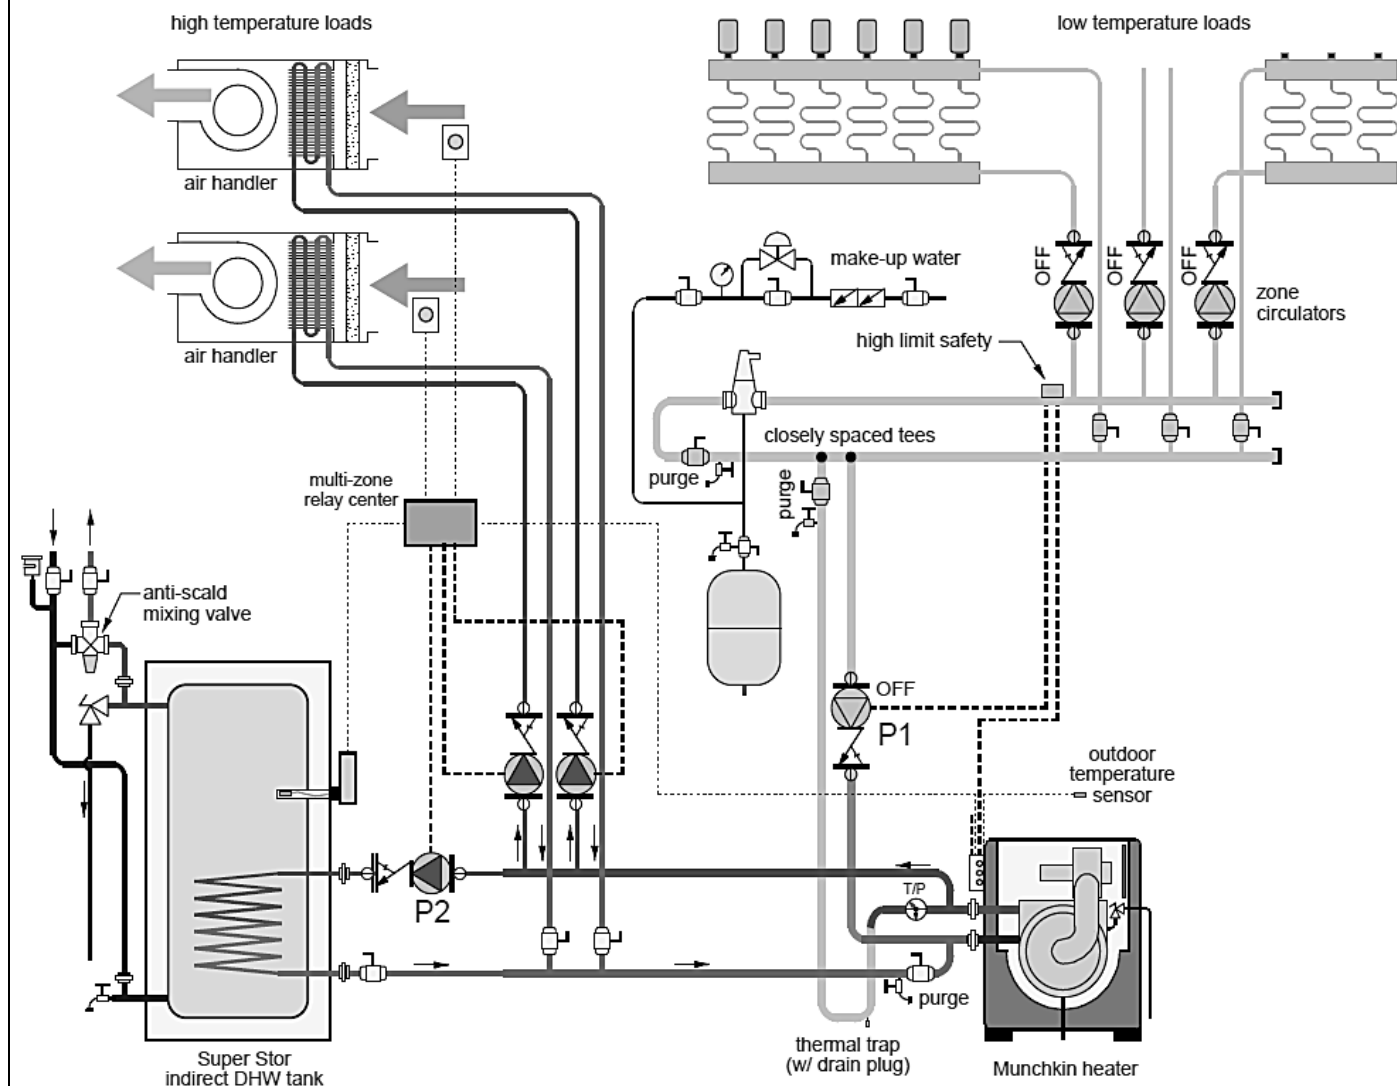 high temperature loads
low temperature loads
air handler
air handler
make-up water
OFF
OFF
OFF
zone
circulators
high limit safety
closely spaced tees
purge
purge
multi-zone
relay center
anti-scald
mixing valve
OFF
P1
outdoor
temperature
sensor
T/P
P2
purge
thermal trap
(w/ drain plug)
Super Stor
indirect DHW tank
Munchkin heater